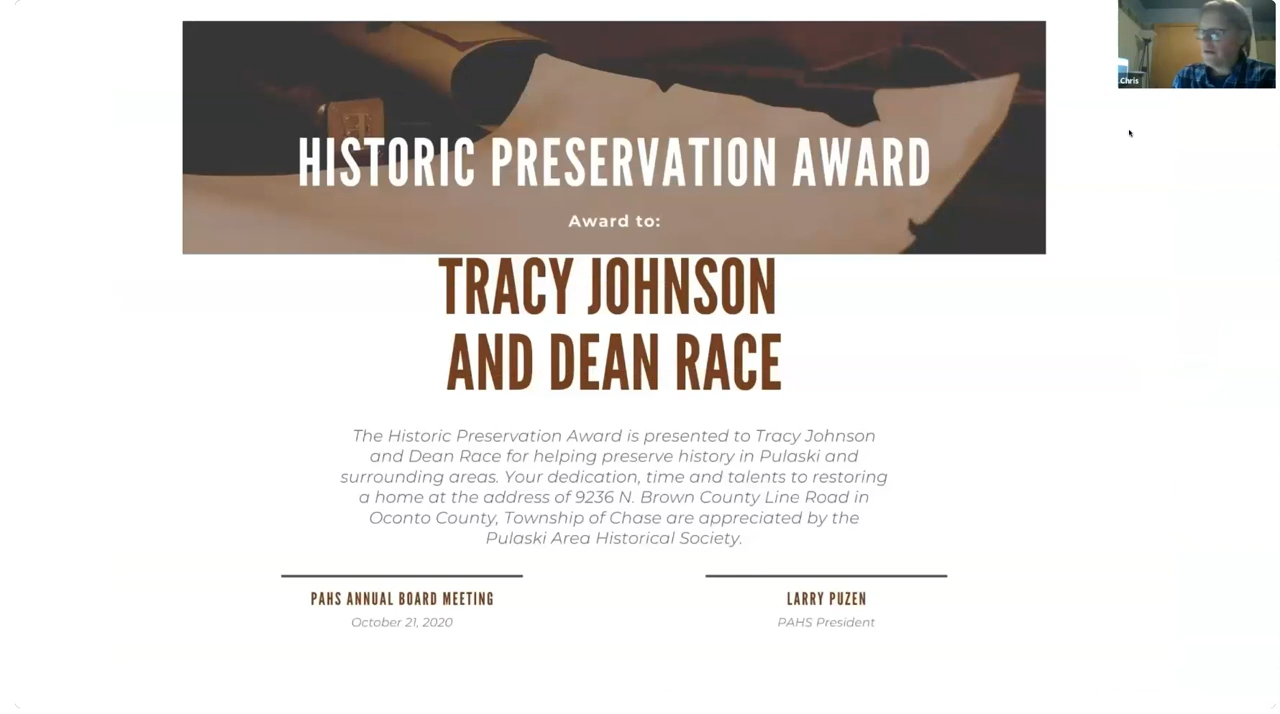 HISTORIC PRESERVATION AWARD
Award to:
TRACY JOHNSON
AND DEAN RACE
The Historic Preservation Award is presented to Tracy Johnson
and Dean Race for helping preserve history in Pulaski and
surrounding areas. Your dedication, time and talents to restoring
a home at the address of 9236 N. Brown County Line Road in
Oconto County, Township of Chase are appreciated by the
Pulaski Area Historical Society.
PAHS ANNUAL BOARD MEETING
October 21, 2020
LARRY PUZEN
PAHS President
Chris